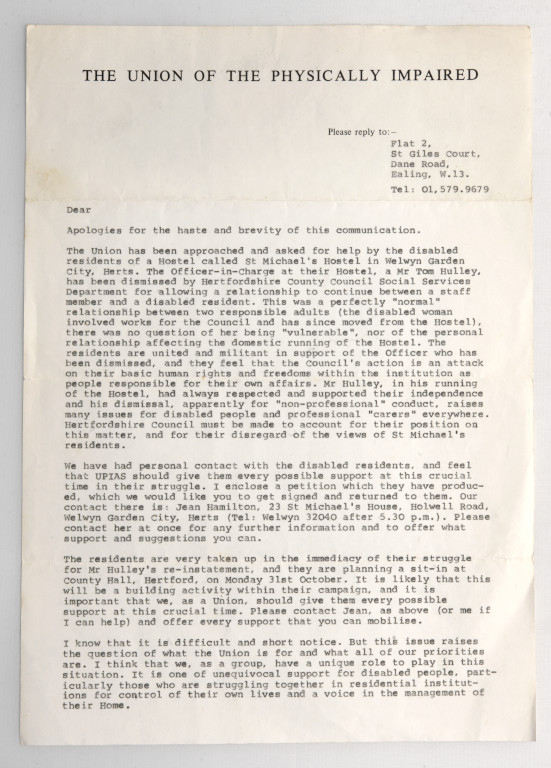 THE UNION OF THE PHYSICALLY IMPAIRED
Please reply to:-
Flat 2,
St Giles Court,
Dane Road,
Ealing, W.13.
Tel: 01,579.9679
Dear
Apologies for the haste and brevity of this communication.
The Union has been approached and asked for help by the disabled
residents of a Hostel called St Michael's Hostel in Welwyn Garden
City, Herts. The Officer-in-Charge at their Hostel, a Mr Tom Hulley,
has been dismissed by Hertfordshire County Council Social Services
Department for allowing a relationship to continue between a staff
member and a disabled resident. This was a perfectly "normal"
relationship between two responsible adults (the disabled woman
involved works for the Council and has since moved from the Hostel),
there was no question of her being "vulnerable", nor of the personal
relationship affecting the domestic running of the Hostel. The
residents are united and militant in support of the Officer who has
been dismissed, and they feel that the Council's action is an attack
on their basic human rights and freedoms within the institution as
people responsible for their own affairs. Mr Hulley, in his running
of the Hostel, had always respected and supported their independence
and his dismissal, apparently for "non-professional" conduct, raises
many issues for disabled people and professional "carers" everywhere.
Hertfordshire Council must be made to account for their position on
this matter, and for their disregard of the views of St Michael's
residents.
We have had personal contact with the disabled residents, and feel
that UPIAS should give them every possible support at this crucial
time in their struggle. I enclose a petition which they have produc-
ed, which we would like you to get signed and returned to them. Our
contact there is: Jean Hamilton, 23 St Michael's House, Holwell Road,
Welwyn Garden City, Herts (Tel: Welwyn 32040 after 5.30 p.m.). Please
contact her at once for any further information and to offer what
support and suggestions you can.
The residents are very taken up in the immediacy of their struggle
for Mr Hulley's re-instatement, and they are planning a sit-in at
County Hall, Hertford, on Monday 31st October. It is likely that this
will be a building activity within their campaign, and it is
important that we, as a Union, should give them every possible
support at this crucial time. Please contact Jean, as above (or me if
I can help) and offer every support that you can mobilise.
I know that it is difficult and short notice. But this issue raises
the question of what the Union is for and what all of our priorities
are. I think that we, as a group, have a unique role to play in this
situation. It is one of unequivocal support for disabled people, part-
icularly those who are struggling together in residential institut-
ions for control of their own lives and a voice in the management of
their Home.